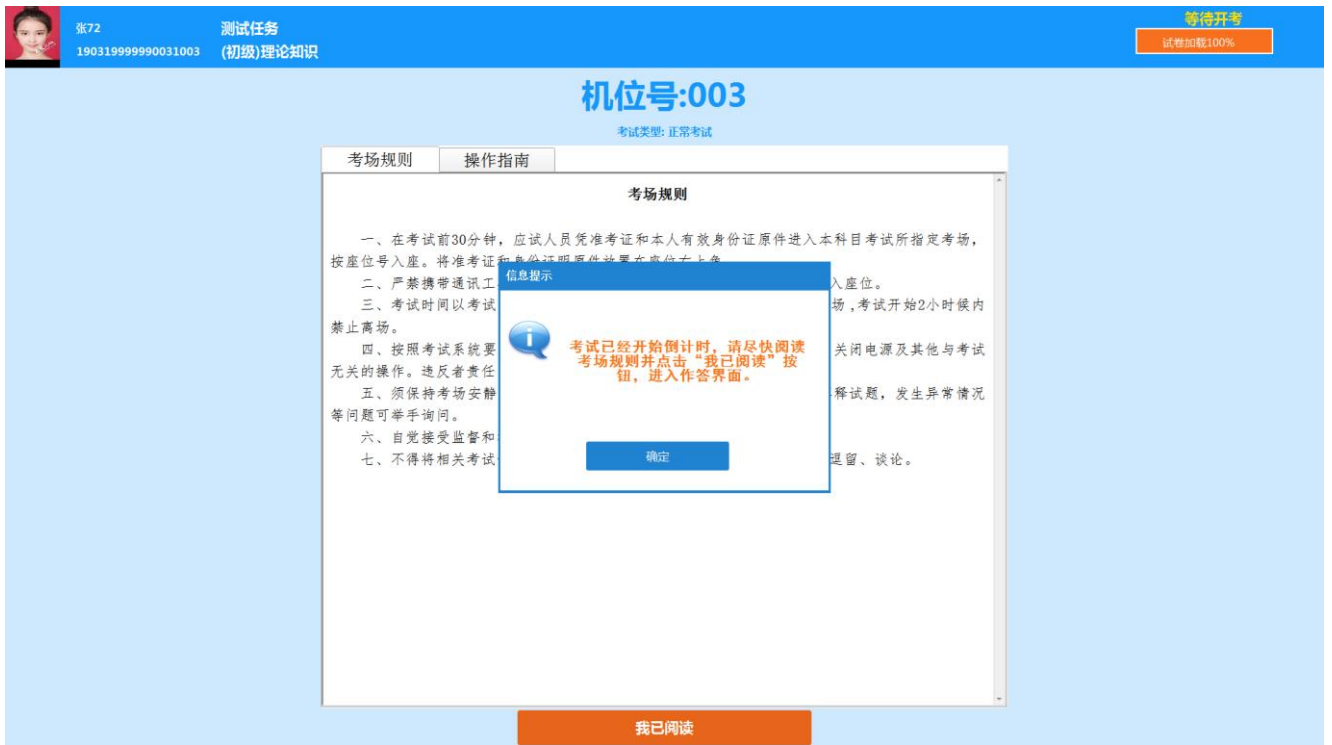 张72
190319999990031003
测试任务
(初级)理论知识
等待开考
试卷加载100%
机位号:003
考试类型: 正常考试
考场规则
操作指南
考场规则
一、在考试前30分钟，应试人员凭准考证和本人有效身份证原件进入本科目考试所指定考场，
按座位号入座。将准考证和身份证明原件放置在座位右上角
二、严禁携带通讯工 入座位。
三、考试时间以考试 场 ,考试开始2小时候内
禁止离场。
四、按照考试系统要 关闭电源及其他与考试
无关的操作。违反者责任
五、须保持考场安静 释试题，发生异常情况
等问题可举手询问。
六、自觉接受监督和
七、不得将相关考试 逗留、谈论。
信息提示
考试已经开始倒计时，请尽快阅读
考场规则并点击“我已阅读”按
钮，进入作答界面。
确定
我已阅读